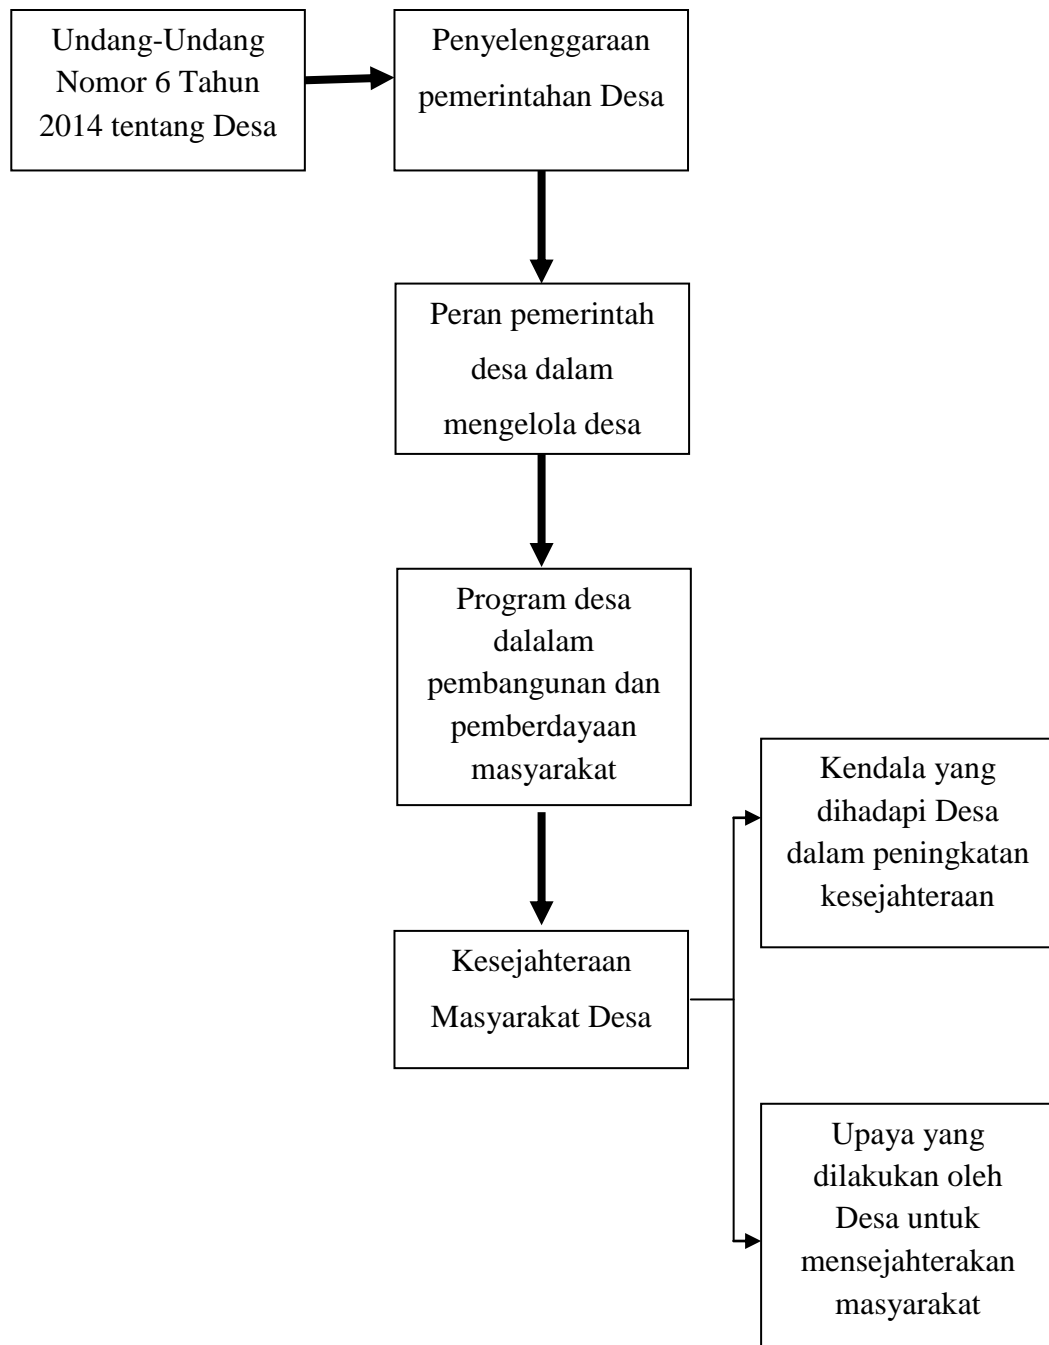 Undang-Undang
Nomor 6 Tahun
2014 tentang Desa
Penyelenggaraan
pemerintahan Desa
Peran pemerintah
desa dalam
mengelola desa
Program desa
dalalam
pembangunan dan
pemberdayaan
masyarakat
Kesejahteraan
Masyarakat Desa
Kendala yang
dihadapi Desa
dalam peningkatan
kesejahteraan
Upaya yang
dilakukan oleh
Desa untuk
mensejahterakan
masyarakat